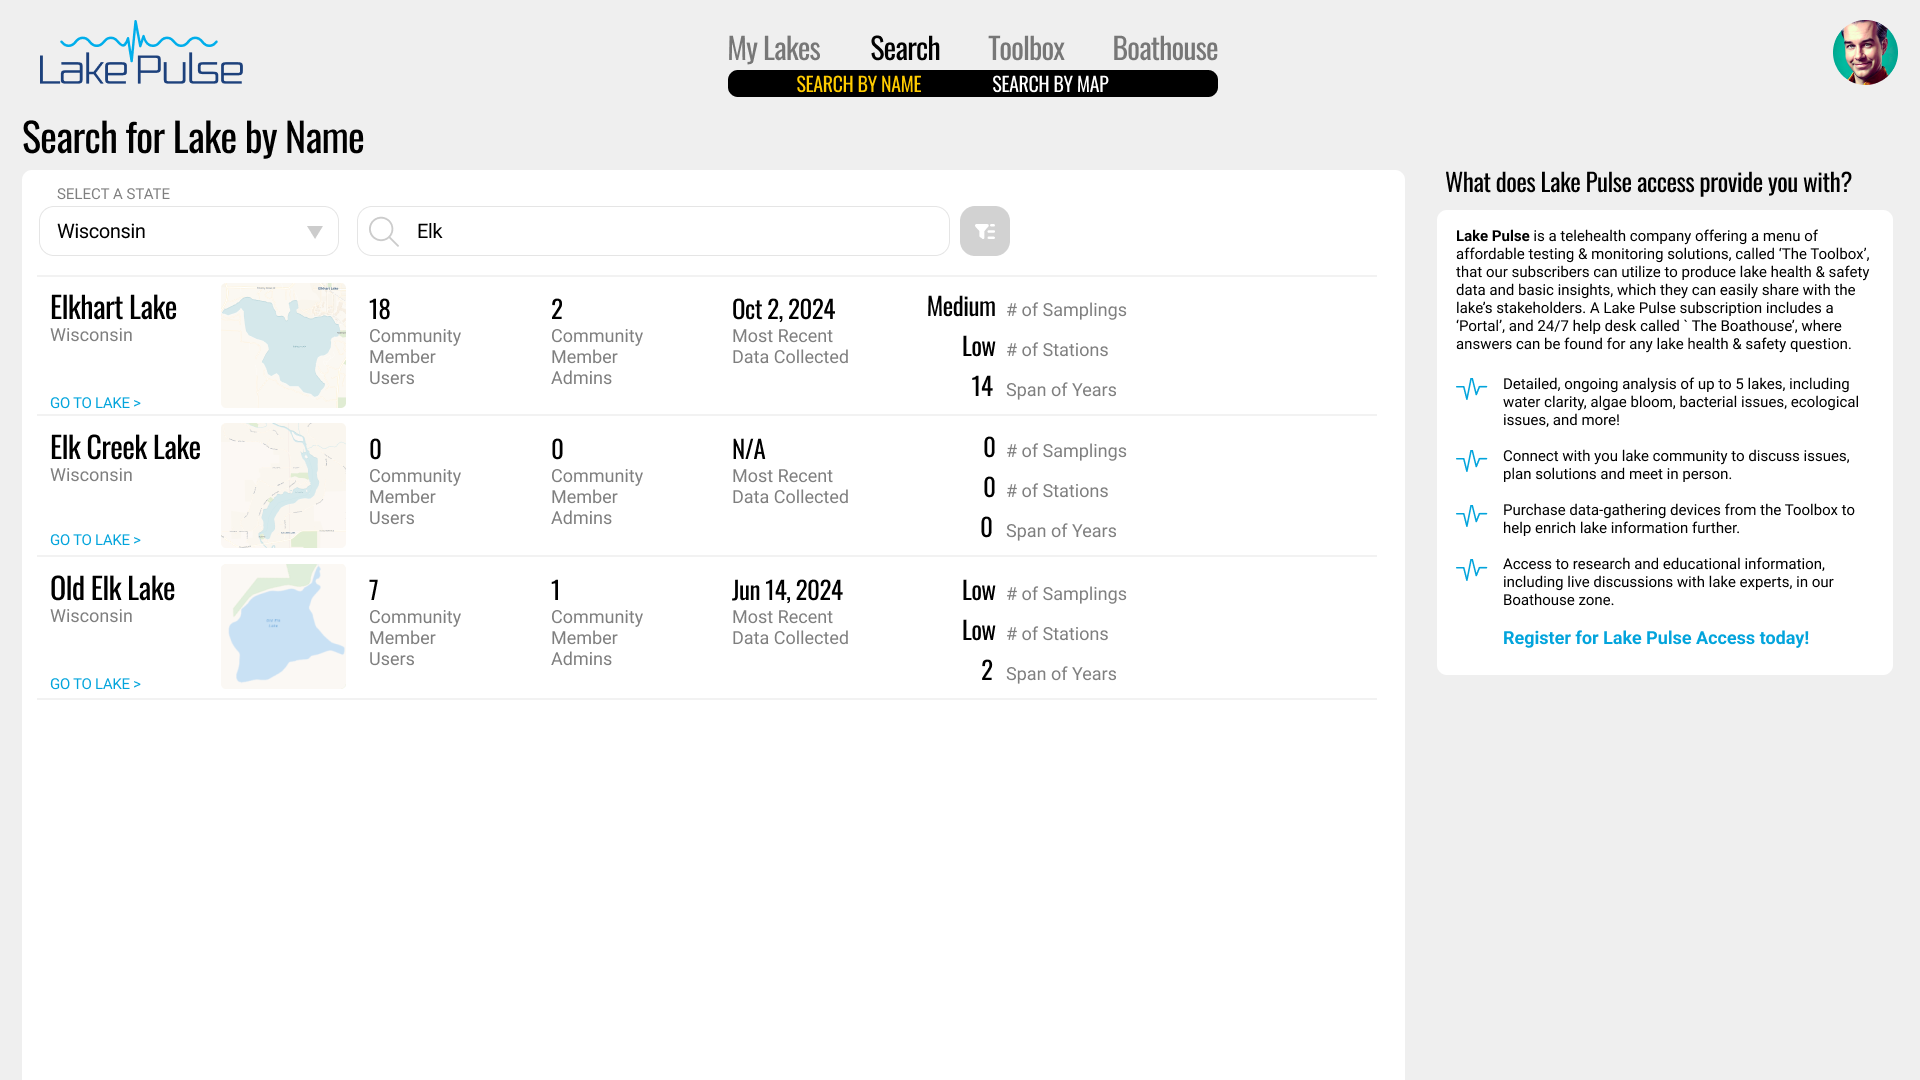 Lake Pulse
My Lakes Search Toolbox Boathouse
SEARCH BY NAME SEARCH BY MAP
Search for Lake by Name
SELECT A STATE
Wisconsin
Elk
Elkhart Lake
Wisconsin
GO TO LAKE >
Elkhart Lake
18
Community
Member
Users
2
Community
Member
Admins
Oct 2, 2024
Most Recent
Data Collected
Medium # of Samplings
Low # of Stations
14 Span of Years
Elk Creek Lake
Wisconsin
GO TO LAKE >
0
Community
Member
Users
0
Community
Member
Admins
N/A
Most Recent
Data Collected
0 # of Samplings
0 # of Stations
0 Span of Years
Old Elk Lake
Wisconsin
GO TO LAKE >
7
Community
Member
Users
1
Community
Member
Admins
Jun 14, 2024
Most Recent
Data Collected
Low # of Samplings
Low # of Stations
2 Span of Years
What does Lake Pulse access provide you with?
Lake Pulse is a telehealth company offering a menu of
affordable testing & monitoring solutions, called ‘The Toolbox’,
that our subscribers can utilize to produce lake health & safety
data and basic insights, which they can easily share with the
lake’s stakeholders. A Lake Pulse subscription includes a
‘Portal’, and 24/7 help desk called ` The Boathouse’, where
answers can be found for any lake health & safety question.
Detailed, ongoing analysis of up to 5 lakes, including
water clarity, algae bloom, bacterial issues, ecological
issues, and more!
Connect with you lake community to discuss issues,
plan solutions and meet in person.
Purchase data-gathering devices from the Toolbox to
help enrich lake information further.
Access to research and educational information,
including live discussions with lake experts, in our
Boathouse zone.
Register for Lake Pulse Access today!